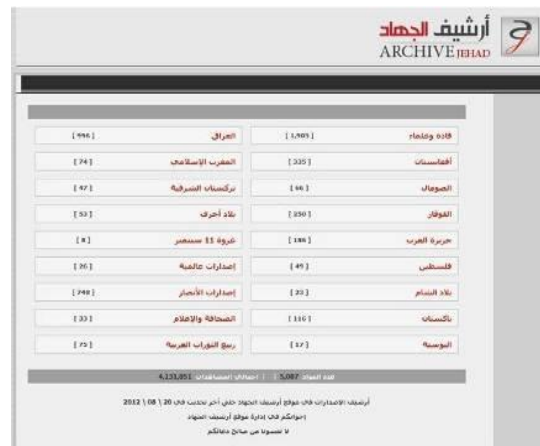 أرشيف الجهاد
ARCHIVE JEHAD
قادة وعلماء [ 1,905 ] العراق [ 996 ]
أفغانستان [ 335 ] المغرب الإسلامي [ 74 ]
الصومال [ 66 ] تركستان الشرقية [ 47 ]
القوقاز [ 250 ] بلاد أخرى [ 53 ]
جزيرة العرب [ 186 ] غزوة 11 سبتمبر [ 8 ]
فلسطين [ 49 ] إصدارات عالمية [ 26 ]
بلاد الشام [ 23 ] إصدارات الأنصار [ 740 ]
باكستان [ 116 ] الصحافة والإعلام [ 33 ]
البوسنة [ 17 ] ربيع الثورات العربية [ 75 ]
عدد المواد [ 5,087 ] | إجمالي المشاهدات 4,131,051
أرشيف الإصدارات في موقع أرشيف الجهاد حتى آخر تحديث في 20 \ 08 \ 2012
إخوانكم في إدارة موقع أرشيف الجهاد
لا تنسونا من صالح دعائكم